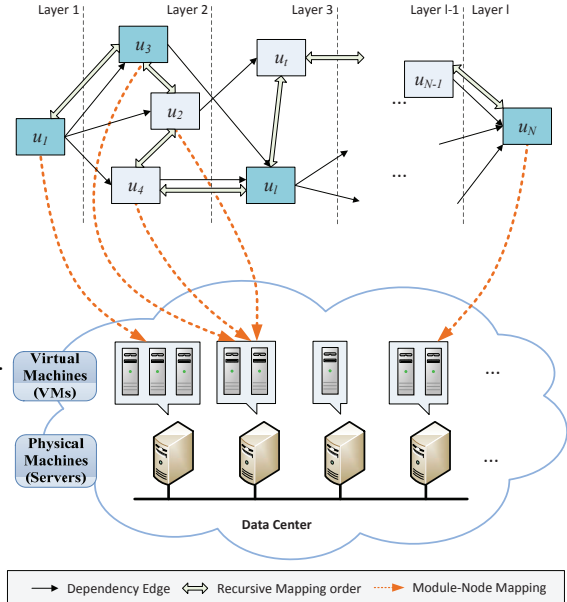 Layer 1
Layer 2
Layer 3
Layer l-1
Layer l
u3
ut
uN-1
u2
u1
uN
u4
ul
...
...
Virtual
Machines
(VMs)
...
Physical
Machines
(Servers)
...
Data Center
Dependency Edge
Recursive Mapping order
Module-Node Mapping